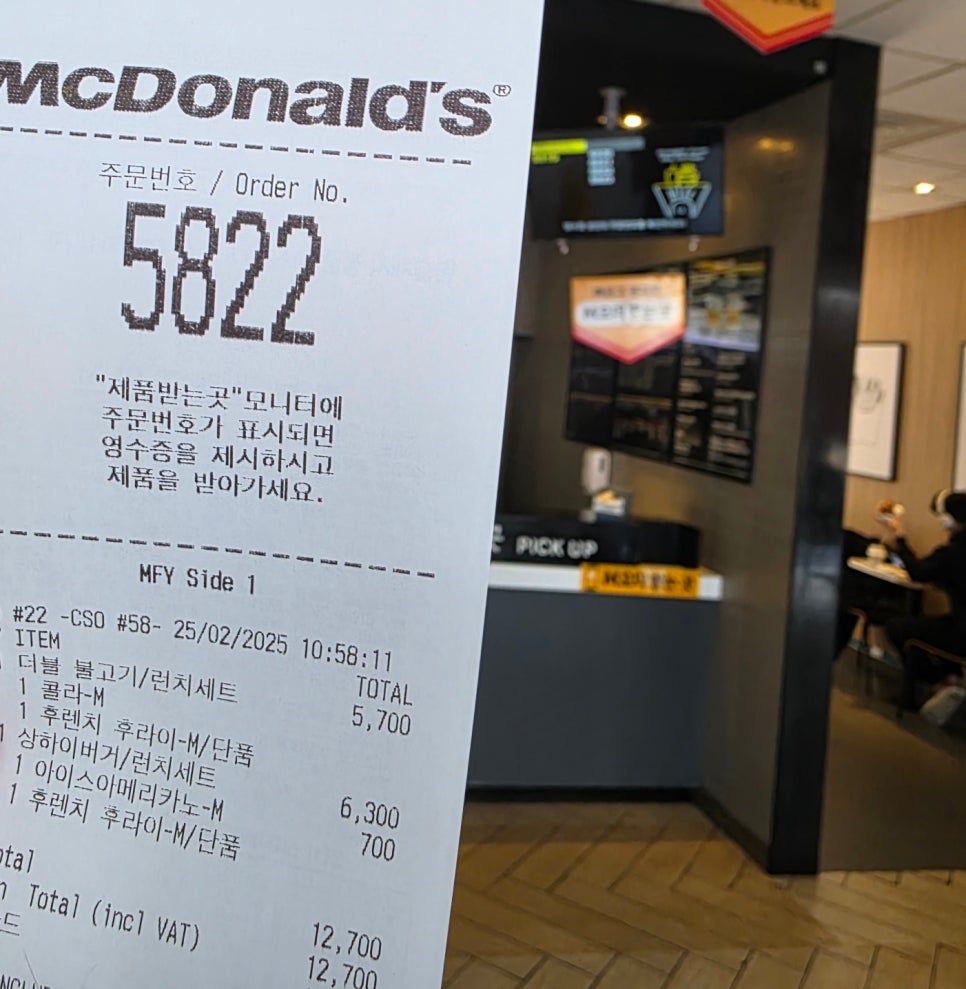 McDonald's®
주문번호 / Order No.
5822
"제품받는곳"모니터에
주문번호가 표시되면
영수증을 제시하시고
제품을 받아가세요.
MFY Side 1
#22 -CSO #58- 25/02/2025 10:58:11
ITEM TOTAL
더블 불고기/런치세트 5,700
1 콜라-M
1 후렌치 후라이-M/단품
1 상하이버거/런치세트 6,300
1 아이스아메리카노-M 700
1 후렌치 후라이-M/단품
Total (incl VAT) 12,700
12,700
PICK UP